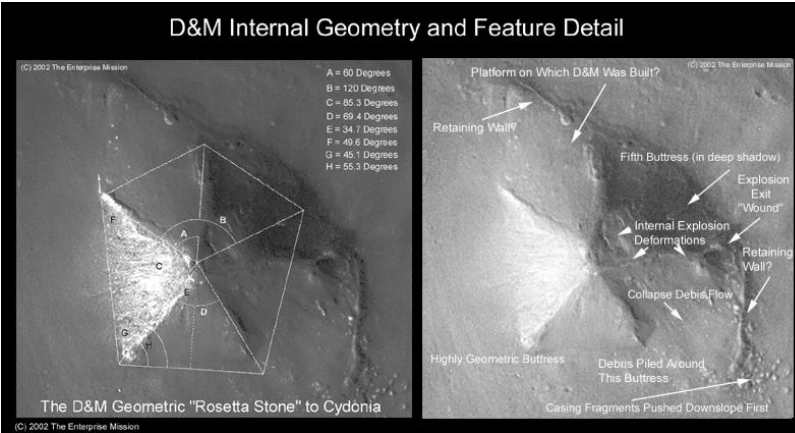 D&M Internal Geometry and Feature Detail
(C) 2002 The Enterprise Mission
A = 60 Degrees
B = 120 Degrees
C = 85.3 Degrees
D = 69.4 Degrees
E = 34.7 Degrees
F = 49.6 Degrees
G = 45.1 Degrees
H = 55.3 Degrees
A
B
F
C
E
D
G
H
The D&M Geometric "Rosetta Stone" to Cydonia
(C) 2002 The Enterprise Mission
Platform on Which D&M Was Built?
Retaining Wall?
Fifth Buttress (in deep shadow)
Explosion
Exit
"Wound"
Internal Explosion
Deformations
Retaining
Wall?
Collapse Debis Flow
Highly Geometric Buttress
Debris Piled Around
This Buttress
Casing Fragments Pushed Downslope First
(C) 2002 The Enterprise Mission